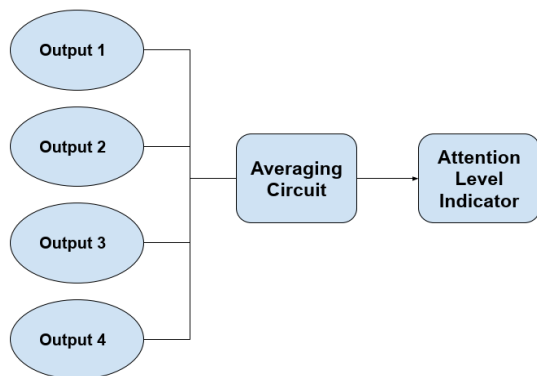 Output 1
Output 2
Output 3
Output 4
Averaging
Circuit
Attention
Level
Indicator